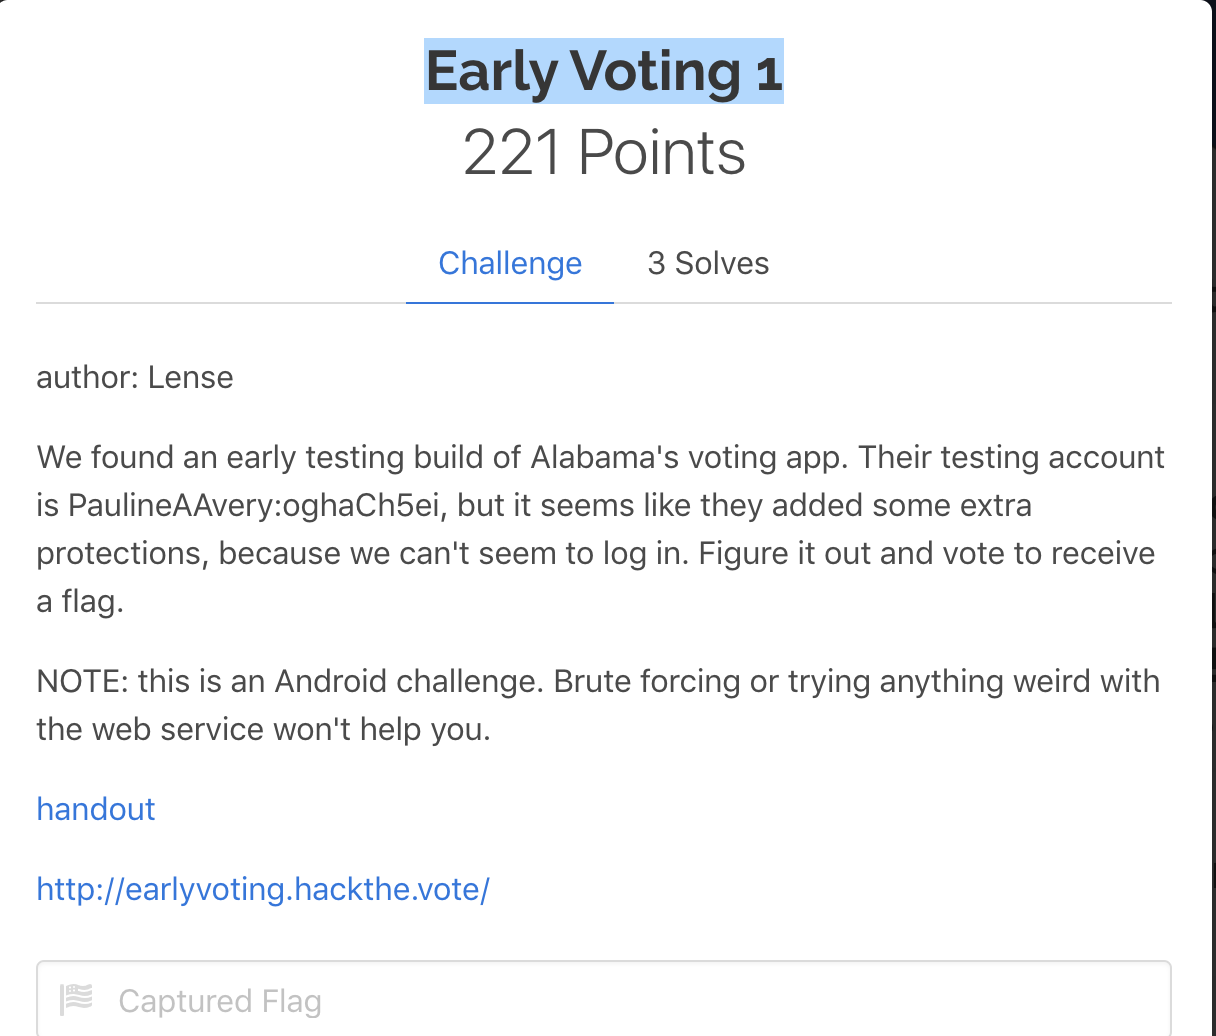 Early Voting 1
221 Points
Challenge
3 Solves
author: Lense
We found an early testing build of Alabama's voting app. Their testing account
is PaulineAAvery:oghaCh5ei, but it seems like they added some extra
protections, because we can't seem to log in. Figure it out and vote to receive
a flag.
NOTE: this is an Android challenge. Brute forcing or trying anything weird with
the web service won't help you.
handout
http://earlyvoting.hackthe.vote/
Captured Flag